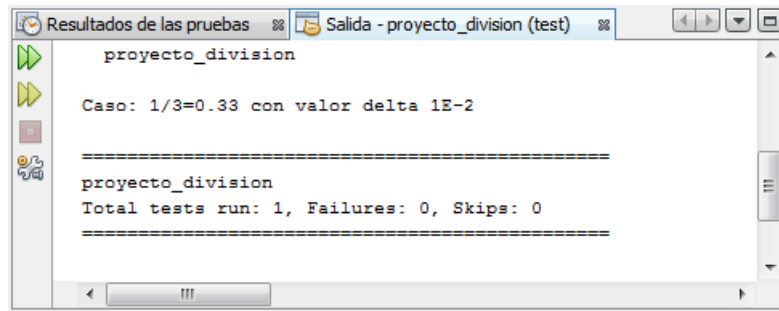 Resultados de las pruebas
Salida - proyecto_division (test)
proyecto_division
Caso: 1/3=0.33 con valor delta 1E-2
===============================================
proyecto_division
Total tests run: 1, Failures: 0, Skips: 0
===============================================